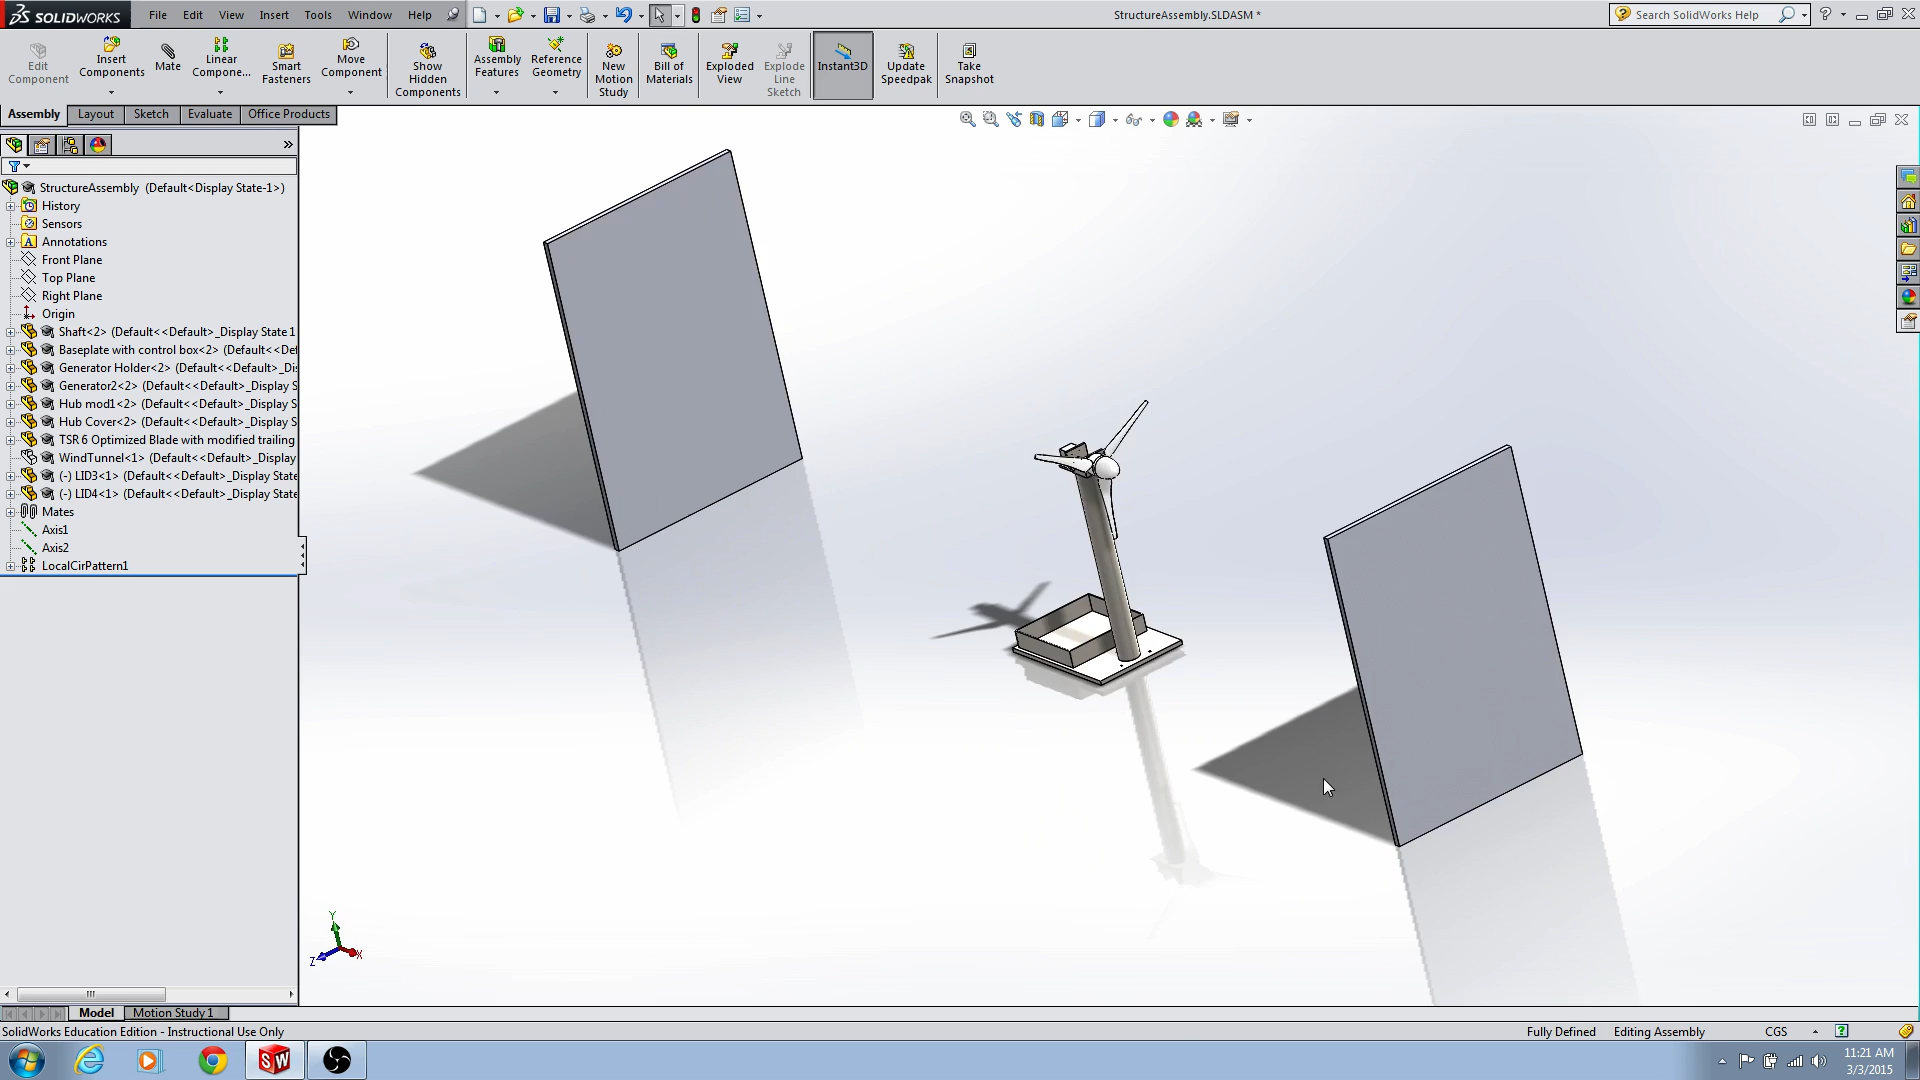 SOLIDWORKS
File Edit View Insert Tools Window Help
StructureAssembly.SLDASM *
Search SolidWorks Help
Edit Component
Insert Components
Mate
Linear Compone...
Smart Fasteners
Move Component
Show Hidden Components
Assembly Features
Reference Geometry
New Motion Study
Bill of Materials
Exploded View
Explode Line Sketch
Instant3D
Update Speedpak
Take Snapshot
Assembly Layout Sketch Evaluate Office Products
StructureAssembly (Default<Display State-1>)
History
Sensors
Annotations
Front Plane
Top Plane
Right Plane
Origin
Shaft<2> (Default<<Default>_Display State 1
Baseplate with control box<2> (Default<<Def
Generator Holder<2> (Default<<Default>_Di
Generator2<2> (Default<<Default>_Display S
Hub mod1<2> (Default<<Default>_Display S
Hub Cover<2> (Default<<Default>_Display S
TSR 6 Optimized Blade with modified trailing
WindTunnel<1> (Default<<Default>_Display
(-) LID3<1> (Default<<Default>_Display State
(-) LID4<1> (Default<<Default>_Display State
Mates
Axis1
Axis2
LocalCirPattern1
Y
Z X
Model Motion Study 1
SolidWorks Education Edition - Instructional Use Only
Fully Defined Editing Assembly CGS
SW
11:21 AM
3/3/2015